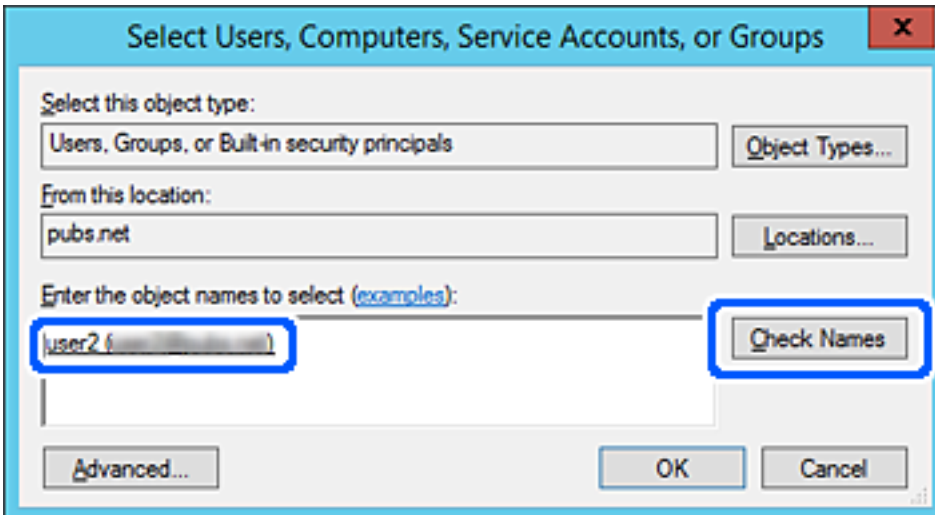 Select Users, Computers, Service Accounts, or Groups
x
Select this object type:
Users, Groups, or Built-in security principals
Object Types...
From this location:
pubs.net
Locations...
Enter the object names to select (examples):
user2 (
)
Check Names
Advanced...
OK
Cancel